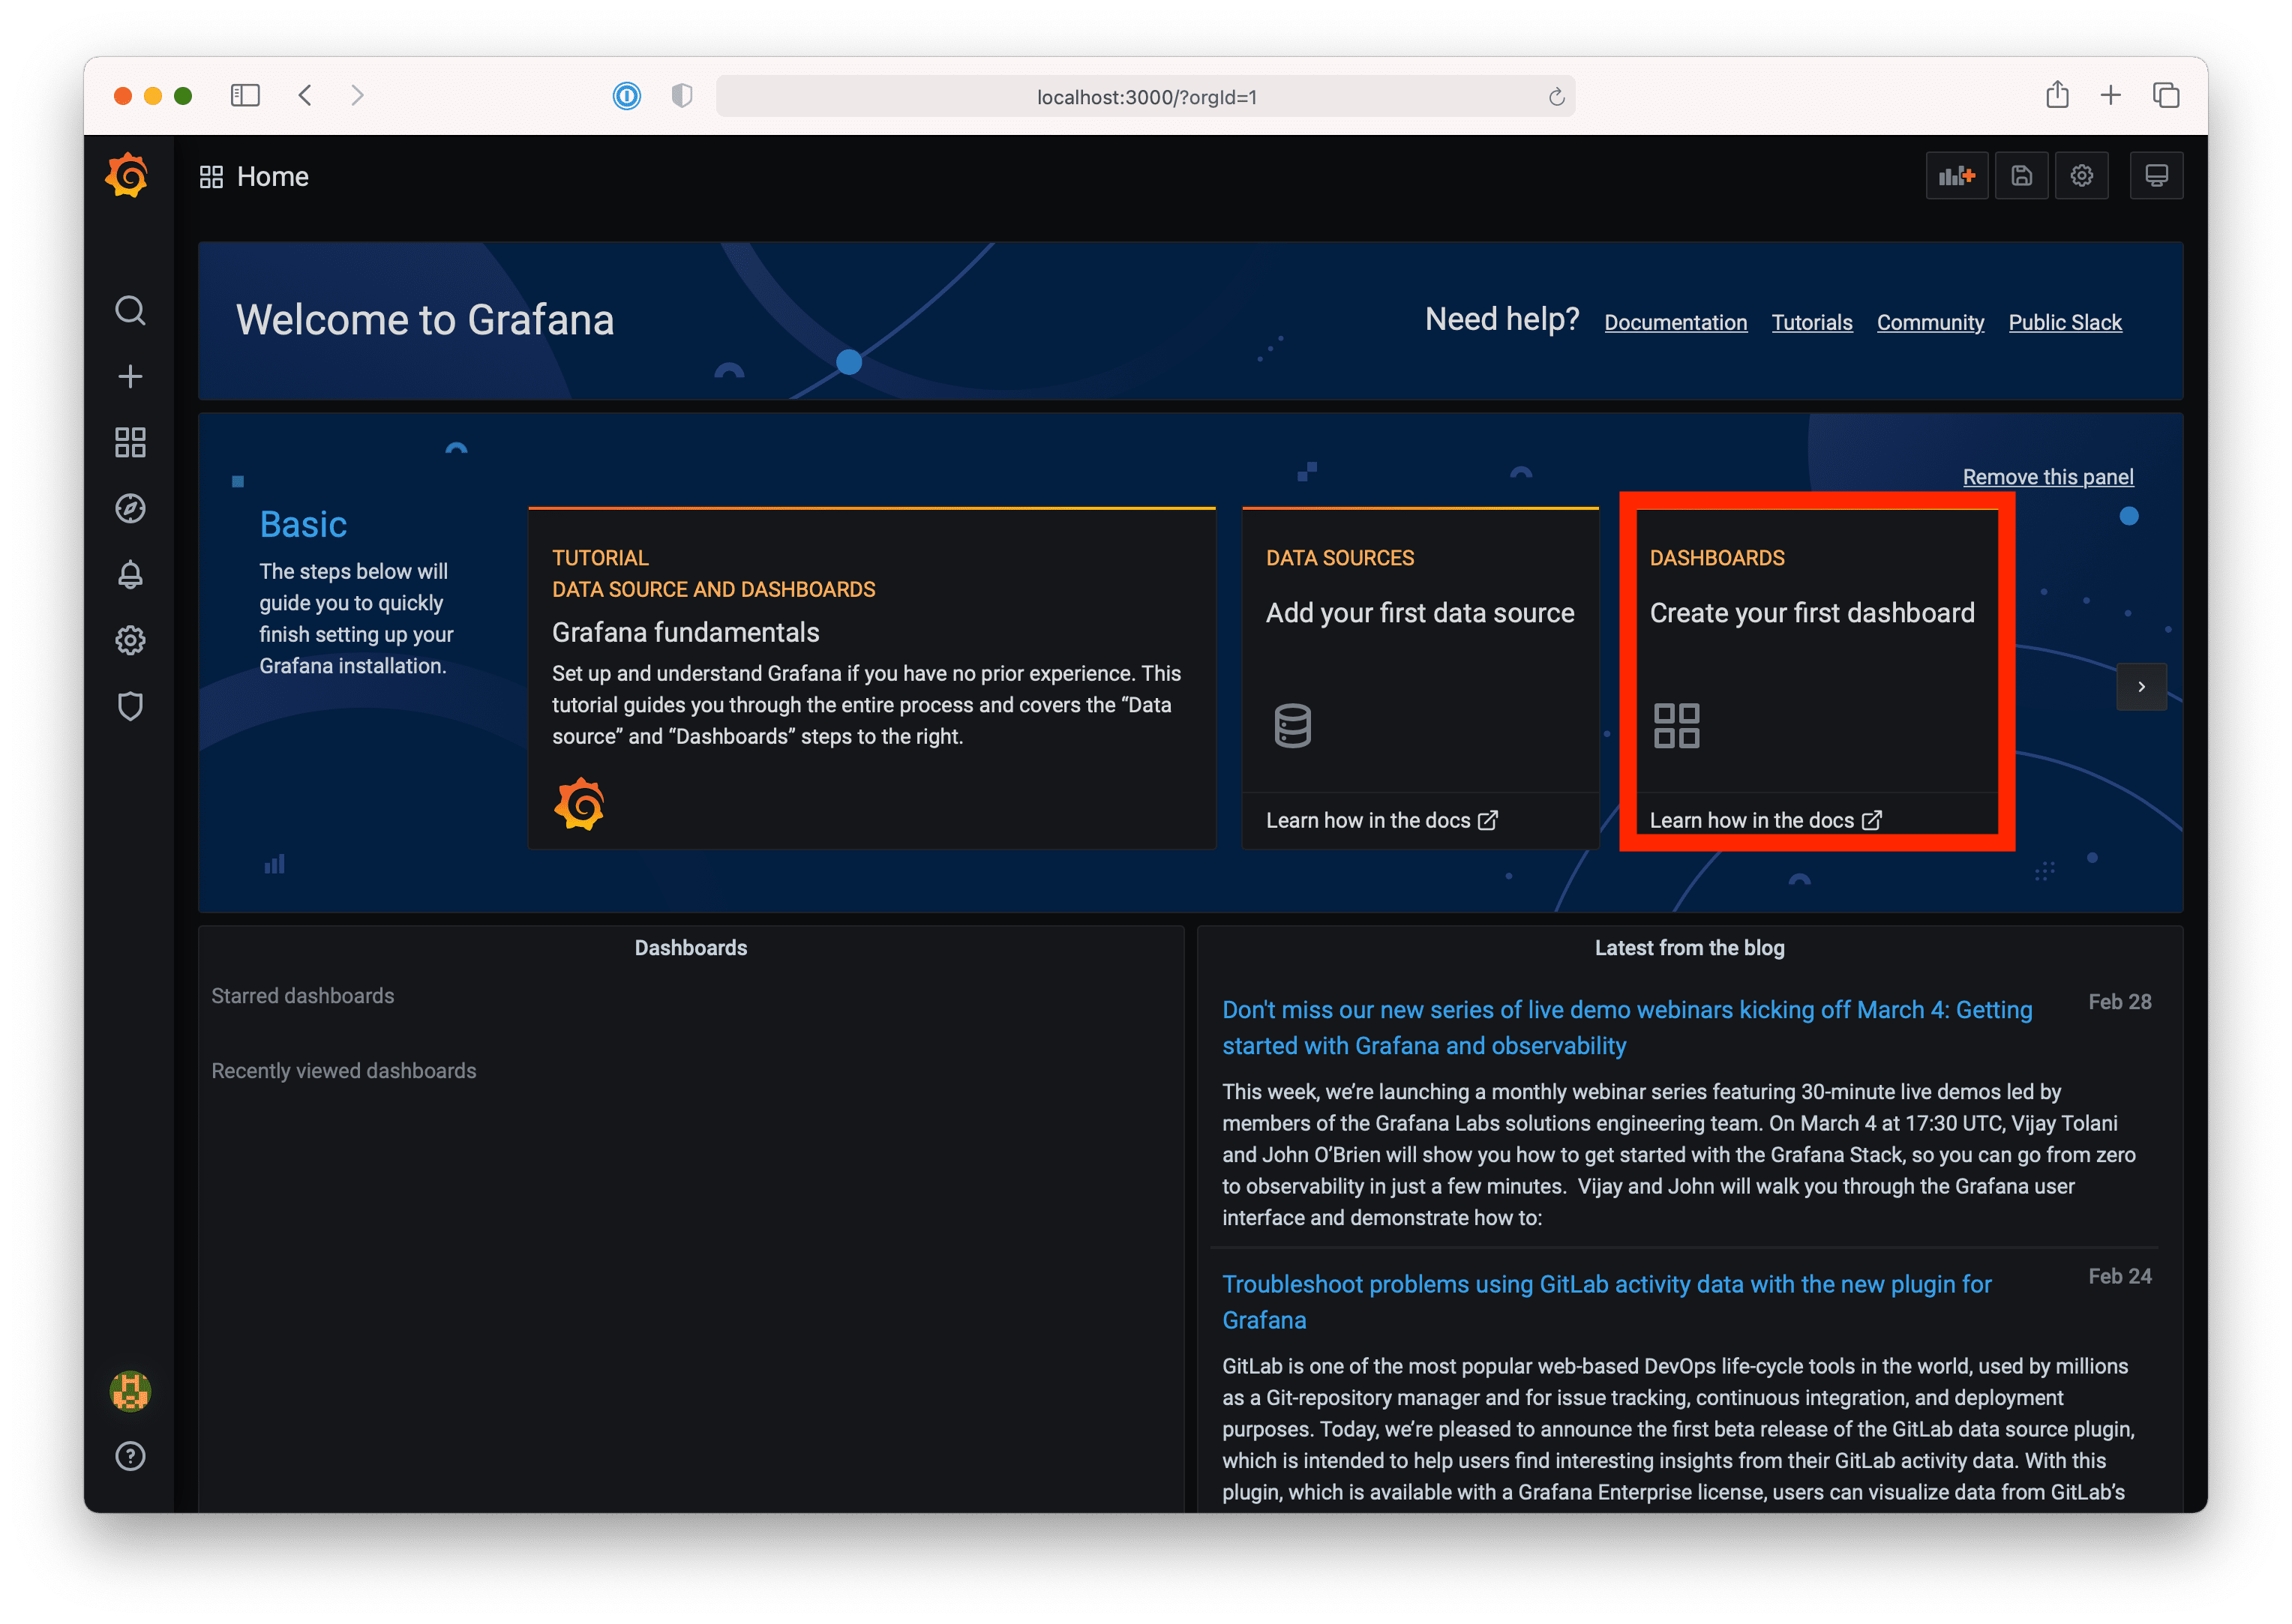 localhost:3000/?orgId=1
Home
Welcome to Grafana
Need help? Documentation Tutorials Community Public Slack
Remove this panel
Basic
The steps below will
guide you to quickly
finish setting up your
Grafana installation.
TUTORIAL
DATA SOURCE AND DASHBOARDS
Grafana fundamentals
Set up and understand Grafana if you have no prior experience. This
tutorial guides you through the entire process and covers the “Data
source” and “Dashboards” steps to the right.
DATA SOURCES
Add your first data source
Learn how in the docs
DASHBOARDS
Create your first dashboard
Learn how in the docs
Dashboards
Starred dashboards
Recently viewed dashboards
Latest from the blog
Don't miss our new series of live demo webinars kicking off March 4: Getting
started with Grafana and observability
Feb 28
This week, we’re launching a monthly webinar series featuring 30-minute live demos led by
members of the Grafana Labs solutions engineering team. On March 4 at 17:30 UTC, Vijay Tolani
and John O’Brien will show you how to get started with the Grafana Stack, so you can go from zero
to observability in just a few minutes.  Vijay and John will walk you through the Grafana user
interface and demonstrate how to:
Troubleshoot problems using GitLab activity data with the new plugin for
Grafana
Feb 24
GitLab is one of the most popular web-based DevOps life-cycle tools in the world, used by millions
as a Git-repository manager and for issue tracking, continuous integration, and deployment
purposes. Today, we’re pleased to announce the first beta release of the GitLab data source plugin,
which is intended to help users find interesting insights from their GitLab activity data. With this
plugin, which is available with a Grafana Enterprise license, users can visualize data from GitLab’s